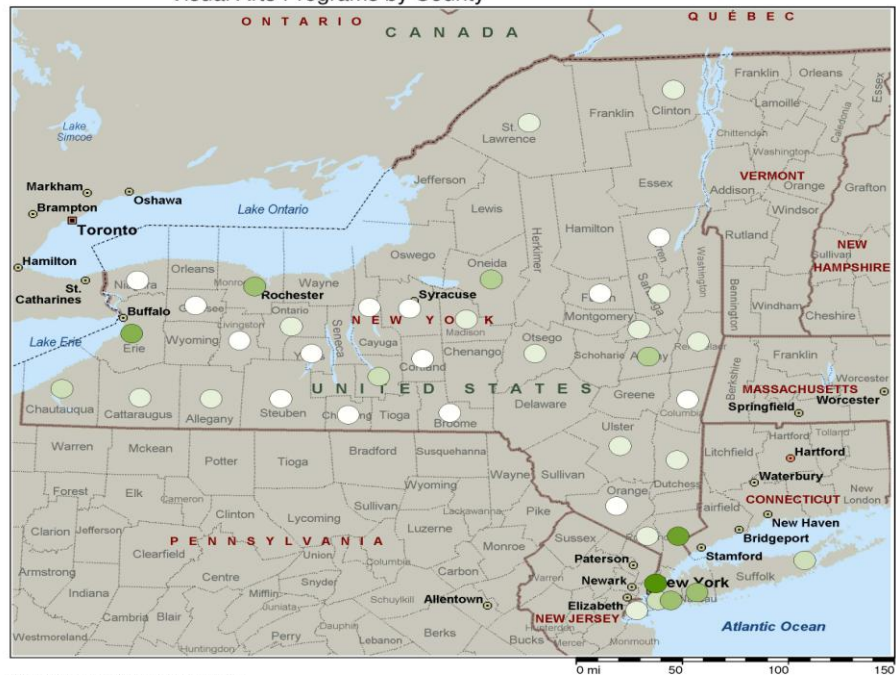 Visual Arts Programs by County
ONTARIO
QUÉBEC
CANADA
Franklin
Orleans
Essex
Clinton
Franklin
Lamoille
Lake
Simcoe
St.
Lawrence
Caledonia
Chittenden
Washington
Essex
VERMONT
Jefferson
Addison
Orange
Grafton
Markham
Oshawa
Brampton
Lake Ontario
Lewis
Windsor
Toronto
Hamilton
Rutland
Oswego
Oneida
Herkimer
Washington
NEW
HAMPSHIRE
Sullivan
Hamilton
Orleans
Wayne
Saratoga
St.
Catharines
Rochester
Syracuse
Bennington
Windham
Cheshire
Buffalo
Livingston
Ontario
NEW YORK
Montgomery
Madison
Lake Erie
Erie
Wyoming
Seneca
Cayuga
Otsego
Chenango
Cortland
Schoharie
Franklin
Berkshire
Worcester
UNITED STATES
MASSACHUSETTS
Springfield
Greene
Columbia
Delaware
Chautauqua
Cattaraugus
Allegany
Steuben
Tioga
Broome
Ulster
Hartford
Tolland
Litchfield
Hartford
Warren
Mckean
Potter
Tioga
Bradford
Susquehanna
Sullivan
Dutchess
Waterbury
Wyoming
Wayne
Forest
Elk
Cameron
Orange
Fairfield
CONNECTICUT
New
London
Clinton
Sullivan
Lackawanna
Pike
New Haven
Clarion
Jefferson
Lycoming
Luzerne
Sussex
Bridgeport
PENNSYLVANIA
Clearfield
Monroe
Paterson
Stamford
Union
Columbia
Carbon
Warren
Suffolk
Armstrong
Centre
Snyder
Newark
New York
Indiana
Mifflin
Schuylkill
Allentown
Elizabeth
Nassau
Juniata
Cambria
Blair
Dauphin
NEW JERSEY
Perry
Lebanon
Berks
Hunterdon
Atlantic Ocean
Westmoreland
Huntingdon
Bucks
Mercer
Monmouth
0 mi
50
100
150